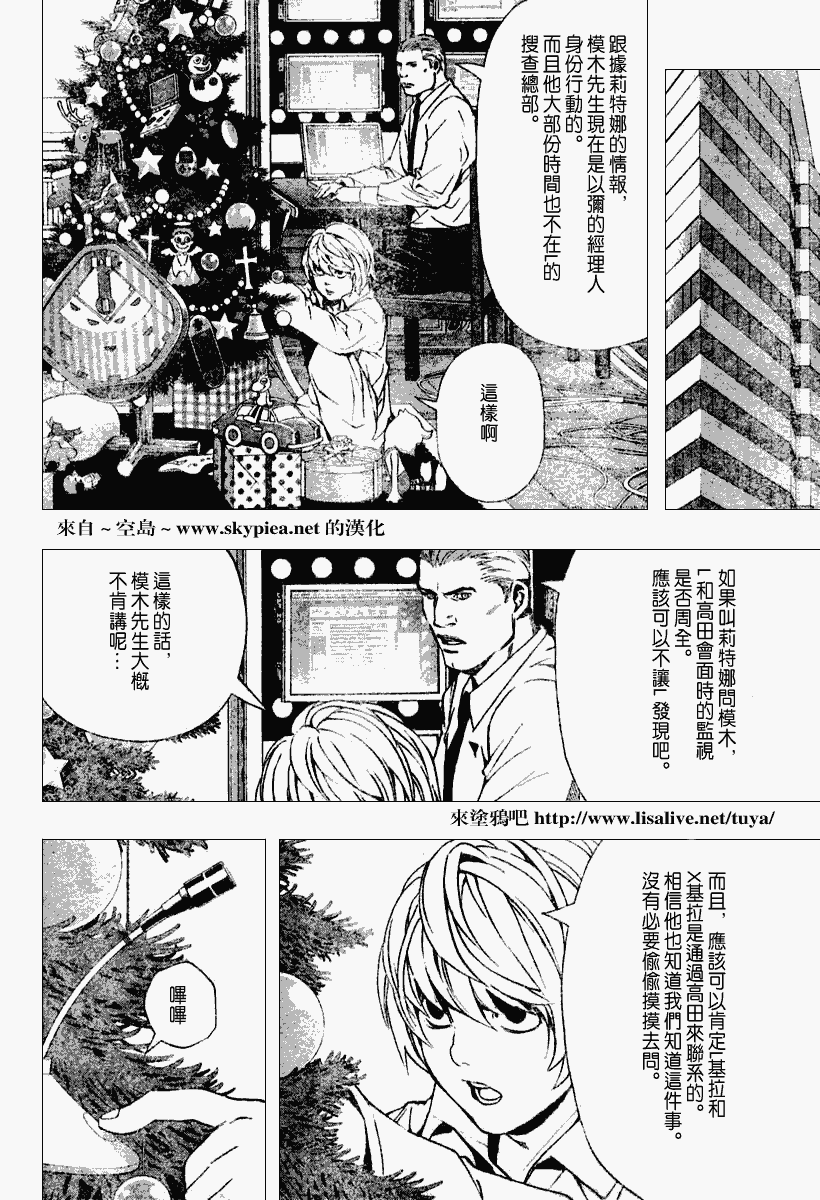 跟據莉特娜的情報，
模木先生現在是以彌的經理人
身份行動的。
而且他大部份時間也不在L的
搜查總部。
這樣啊
來自～空島～www.skypiea.net 的漢化
如果叫莉特娜問模木，
L和高田會面時的監視
是否周全。
應該可以不讓L發現吧。
這樣的話，
模木先生大概
不肯講呢…
來塗鴉吧 http://www.lisalive.net/tuya/
而且，應該可以肯定L基拉和
X基拉是通過高田來聯系的。
相信他也知道我們知道這件事。
沒有必要偷偷摸摸去問。
嗶嗶